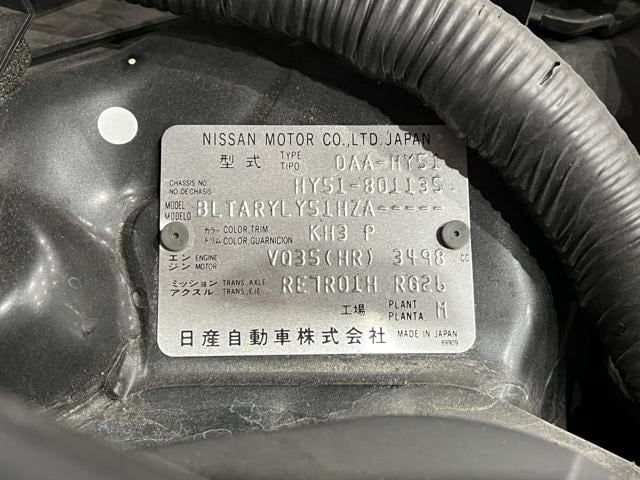 NISSAN MOTOR CO.,LTD.JAPAN
型式 TYPE TIPO DAA-HY51
CHASSIS NO. NO.DECHASIS HY51-801135
MODEL MODELO BLTARYLY51HZA-----
カラー トリム COLOR,TRIM COLOR,GUARNICION KH3 P
エンジン ENGINE MOTOR VQ35(HR) 3498 cc
ミッション アクスル TRANS.,AXLE TRANS.,EJE RE7R01H RG26
工場 PLANT PLANTA M
日産自動車株式会社 MADE IN JAPAN
89909